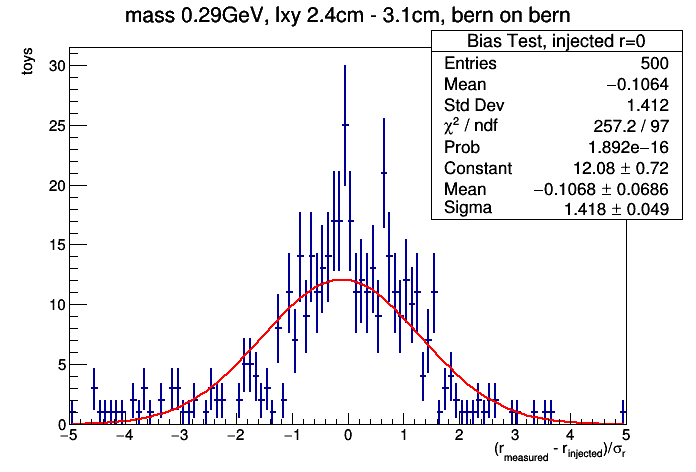 mass 0.29GeV, lxy 2.4cm - 3.1cm, bern on bern
toys
Bias Test, injected r=0
Entries 500
Mean −0.1064
Std Dev 1.412
χ² / ndf 257.2 / 97
Prob 1.892e−16
Constant 12.08 ± 0.72
Mean −0.1068 ± 0.0686
Sigma 1.418 ± 0.049
30
25
20
15
10
5
0
−5 −4 −3 −2 −1 0 1 2 3 4 5
(r_measured - r_injected)/σ_r